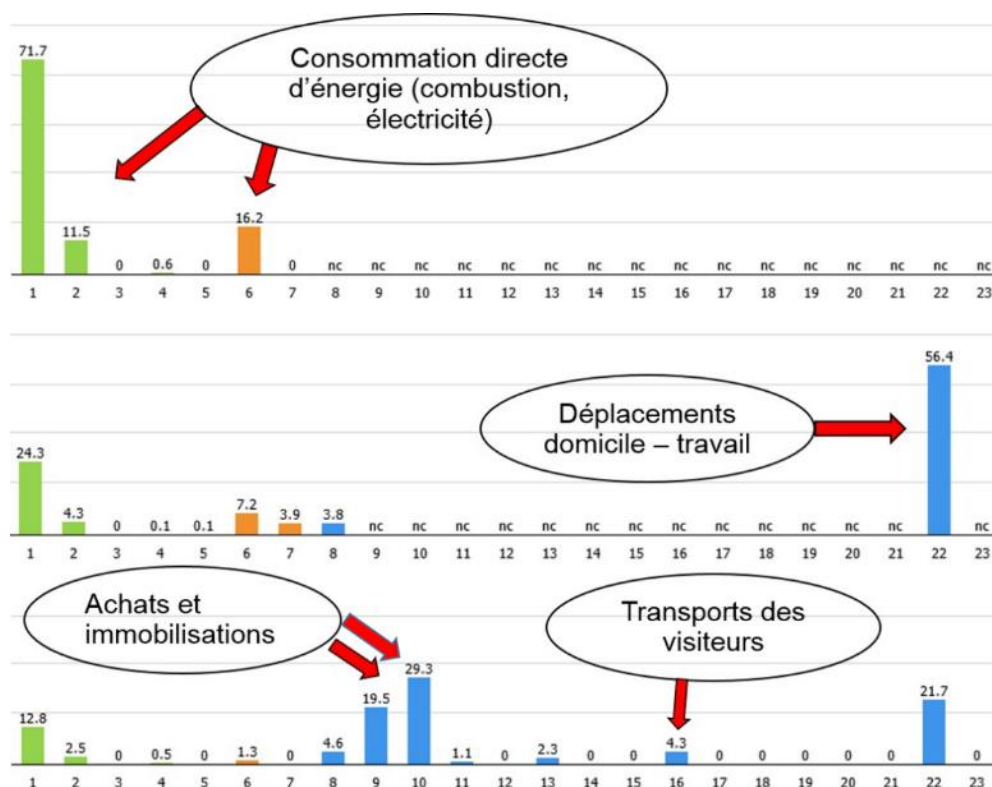 71.7
Consommation directe
d’énergie (combustion,
électricité)
16.2
11.5
0 0.6 0 0 nc nc nc nc nc nc nc nc nc nc nc nc nc nc nc nc
1 2 3 4 5 6 7 8 9 10 11 12 13 14 15 16 17 18 19 20 21 22 23
56.4
Déplacements
domicile – travail
24.3
4.3 0 0.1 0.1 7.2 3.9 3.8 nc nc nc nc nc nc nc nc nc nc nc nc nc nc
1 2 3 4 5 6 7 8 9 10 11 12 13 14 15 16 17 18 19 20 21 22 23
Achats et
immobilisations
Transports des
visiteurs
29.3
19.5
21.7
12.8
2.5 0 0.5 0 1.3 0 4.6 1.1 0 2.3 0 0 4.3 0 0 0 0 0 0
1 2 3 4 5 6 7 8 9 10 11 12 13 14 15 16 17 18 19 20 21 22 23